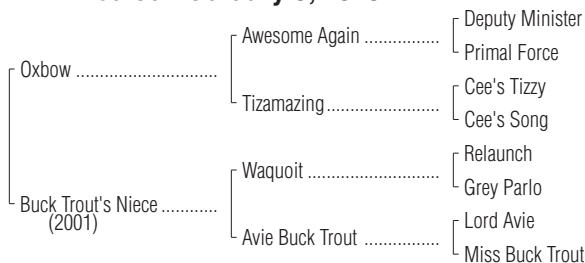 Oxbow ............................
Buck Trout's Niece ...........
(2001)
Awesome Again ...............
Tizamazing.......................
Waquoit ...........................
Avie Buck Trout ...............
Deputy Minister
Primal Force
Cee's Tizzy
Cee's Song
Relaunch
Grey Parlo
Lord Avie
Miss Buck Trout